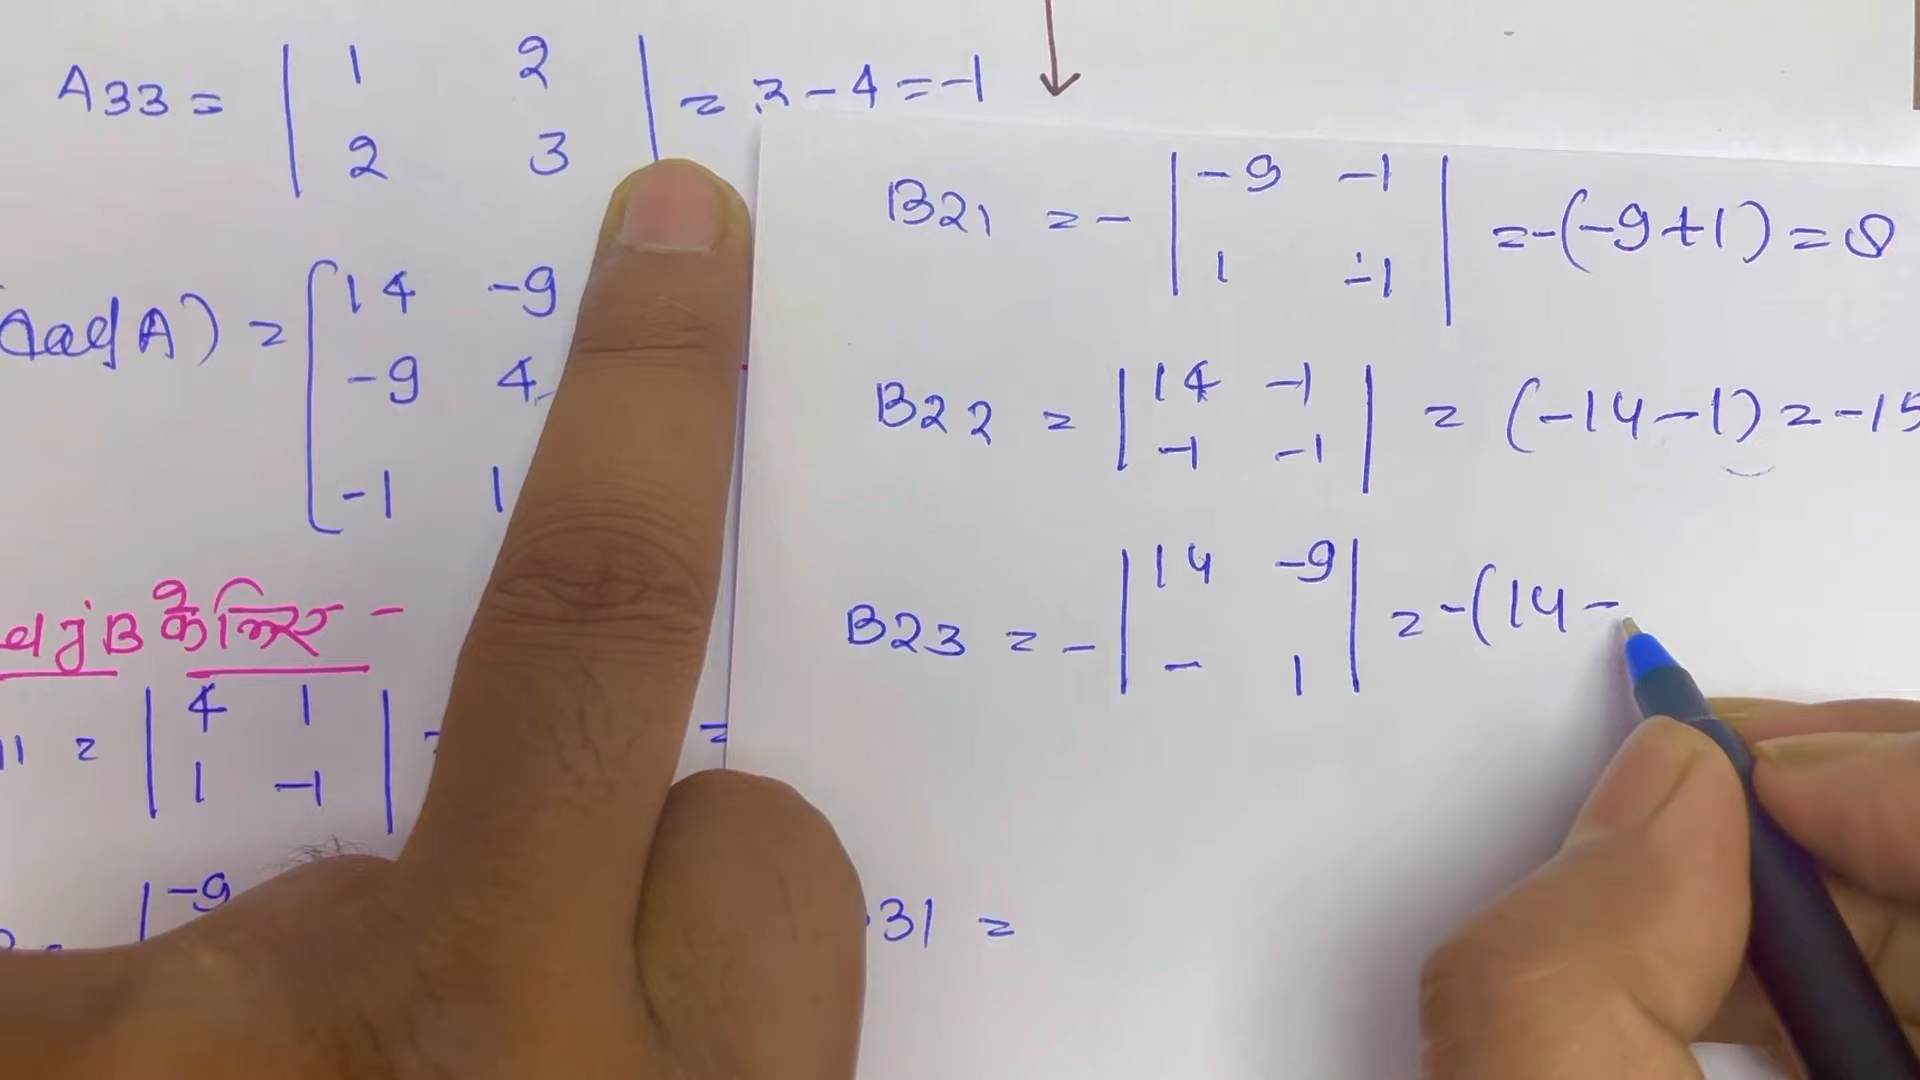 A33 = | 1 2 | = 3 - 4 = -1
| 2 3 |
= [ 14 -9
-9 4
-1 1
B के लिए -
11 = | 4 1 | =
| 1 -1 |
| -9
B21 = - | -9 -1 | = -(-9+1) = 8
| 1 -1 |
B22 = | 14 -1 | = (-14-1) = -15
| -1 -1 |
B23 = - | 14 -9 | = -(14 -
| - 1 |
31 =